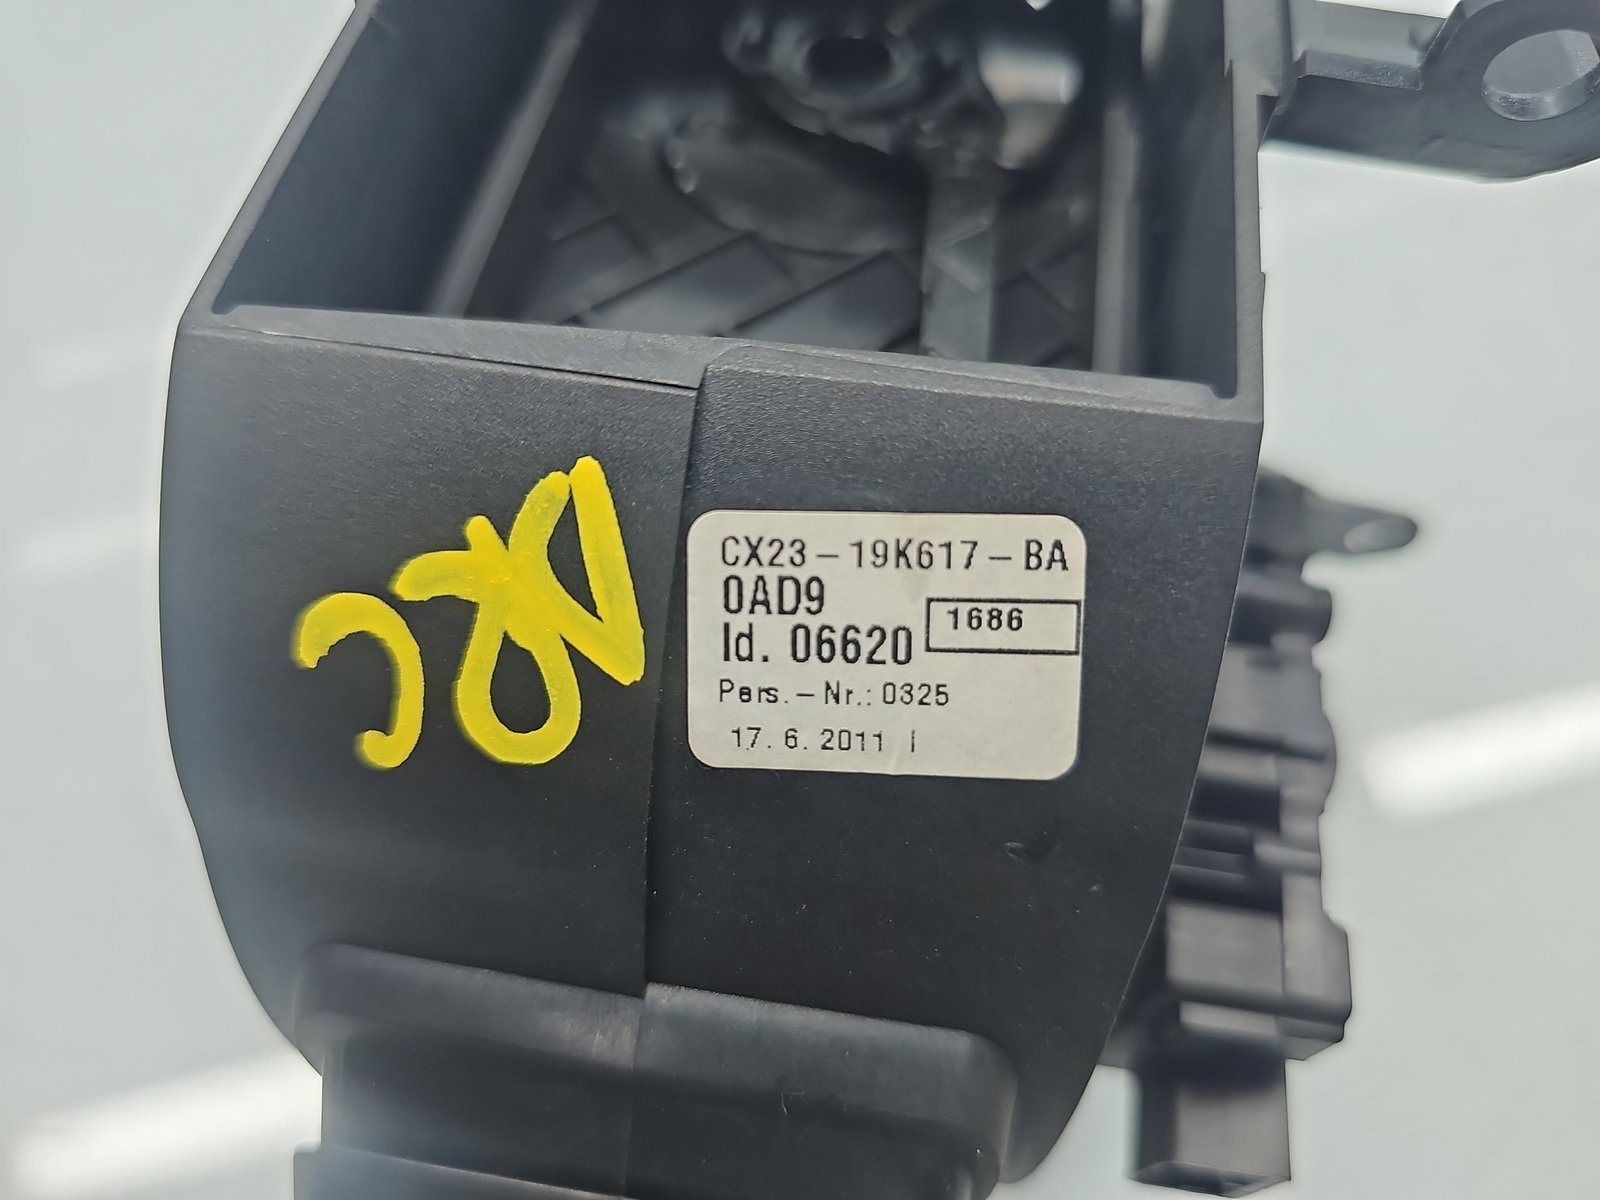 CX23-19K617-BA
0AD9
1686
Id. 06620
Pers.-Nr.: 0325
17. 6. 2011